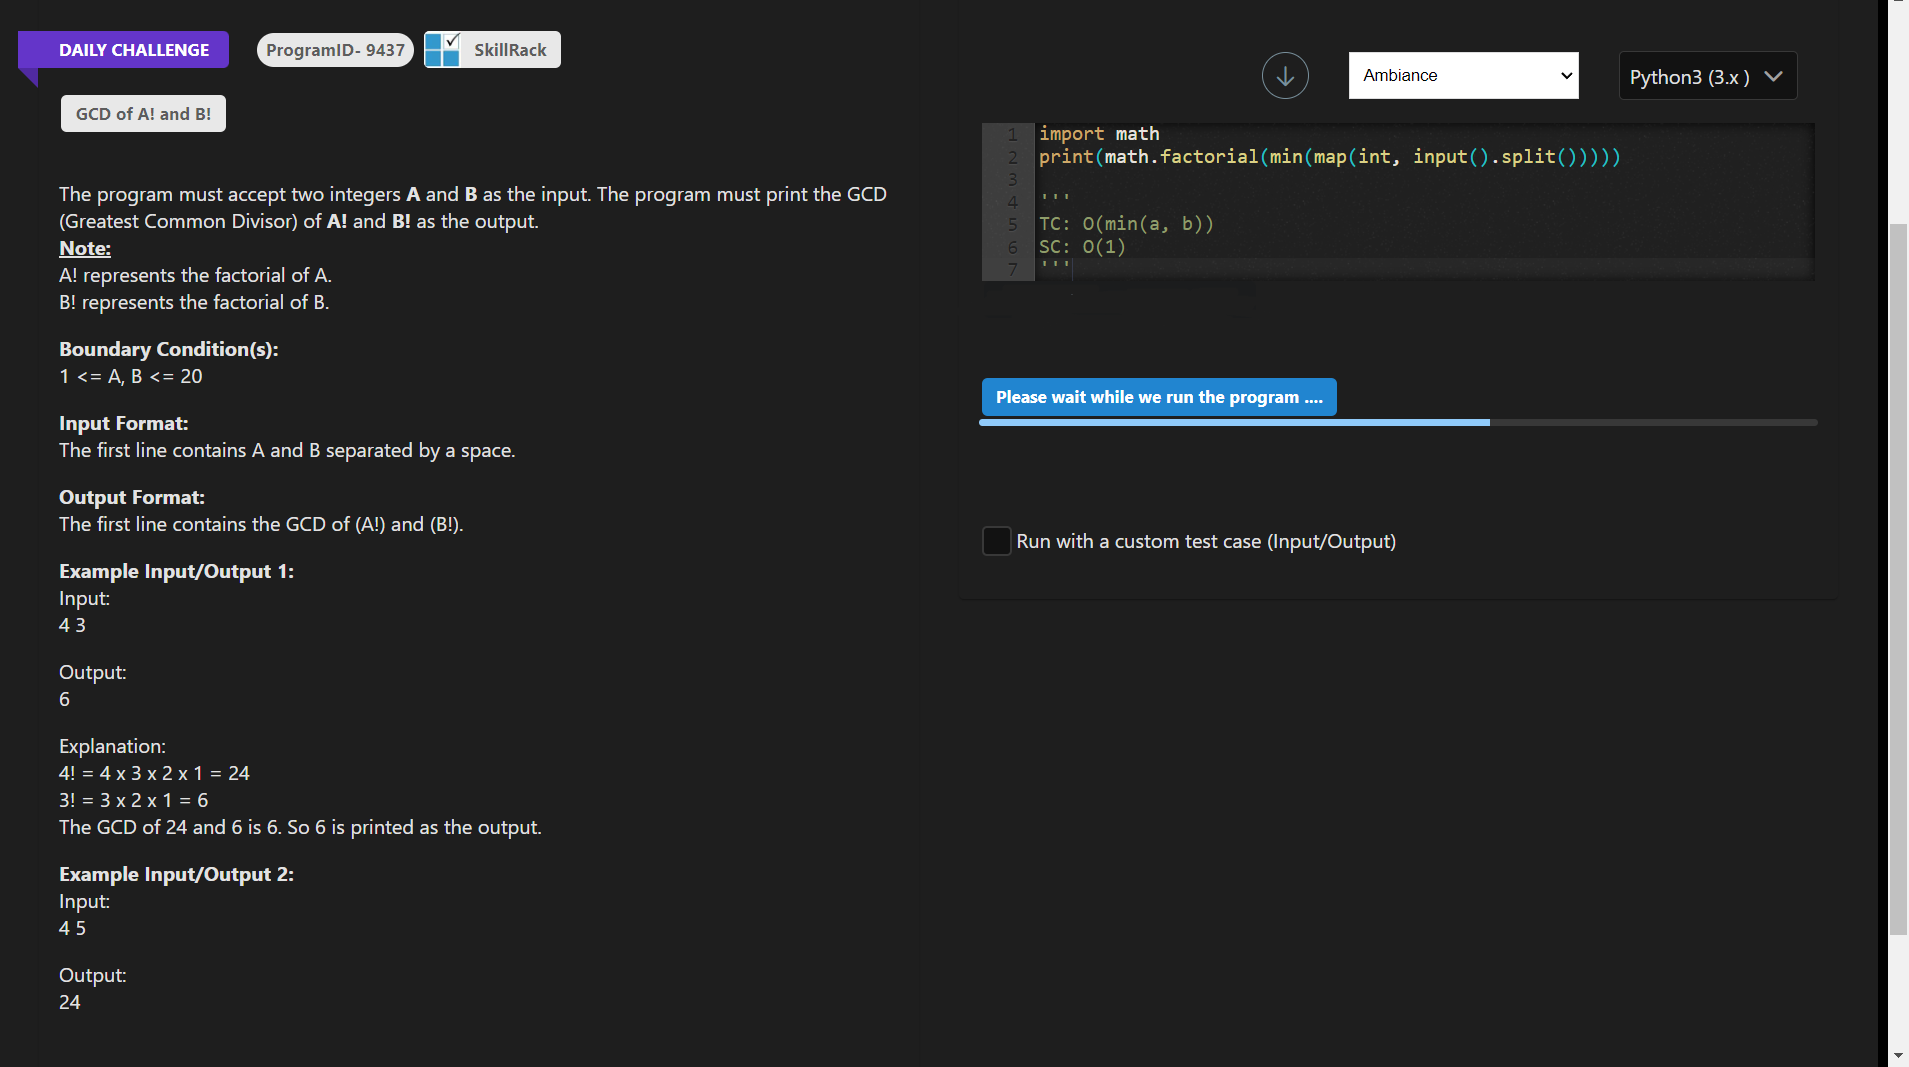 DAILY CHALLENGE
ProgramID- 9437
SkillRack
GCD of A! and B!
The program must accept two integers A and B as the input. The program must print the GCD
(Greatest Common Divisor) of A! and B! as the output.
Note:
A! represents the factorial of A.
B! represents the factorial of B.
Boundary Condition(s):
1 <= A, B <= 20
Input Format:
The first line contains A and B separated by a space.
Output Format:
The first line contains the GCD of (A!) and (B!).
Example Input/Output 1:
Input:
4 3
Output:
6
Explanation:
4! = 4 x 3 x 2 x 1 = 24
3! = 3 x 2 x 1 = 6
The GCD of 24 and 6 is 6. So 6 is printed as the output.
Example Input/Output 2:
Input:
4 5
Output:
24
Ambiance
Python3 (3.x )
1 import math
2 print(math.factorial(min(map(int, input().split()))))
3
4 '''
5 TC: O(min(a, b))
6 SC: O(1)
7 '''
Please wait while we run the program ....
Run with a custom test case (Input/Output)